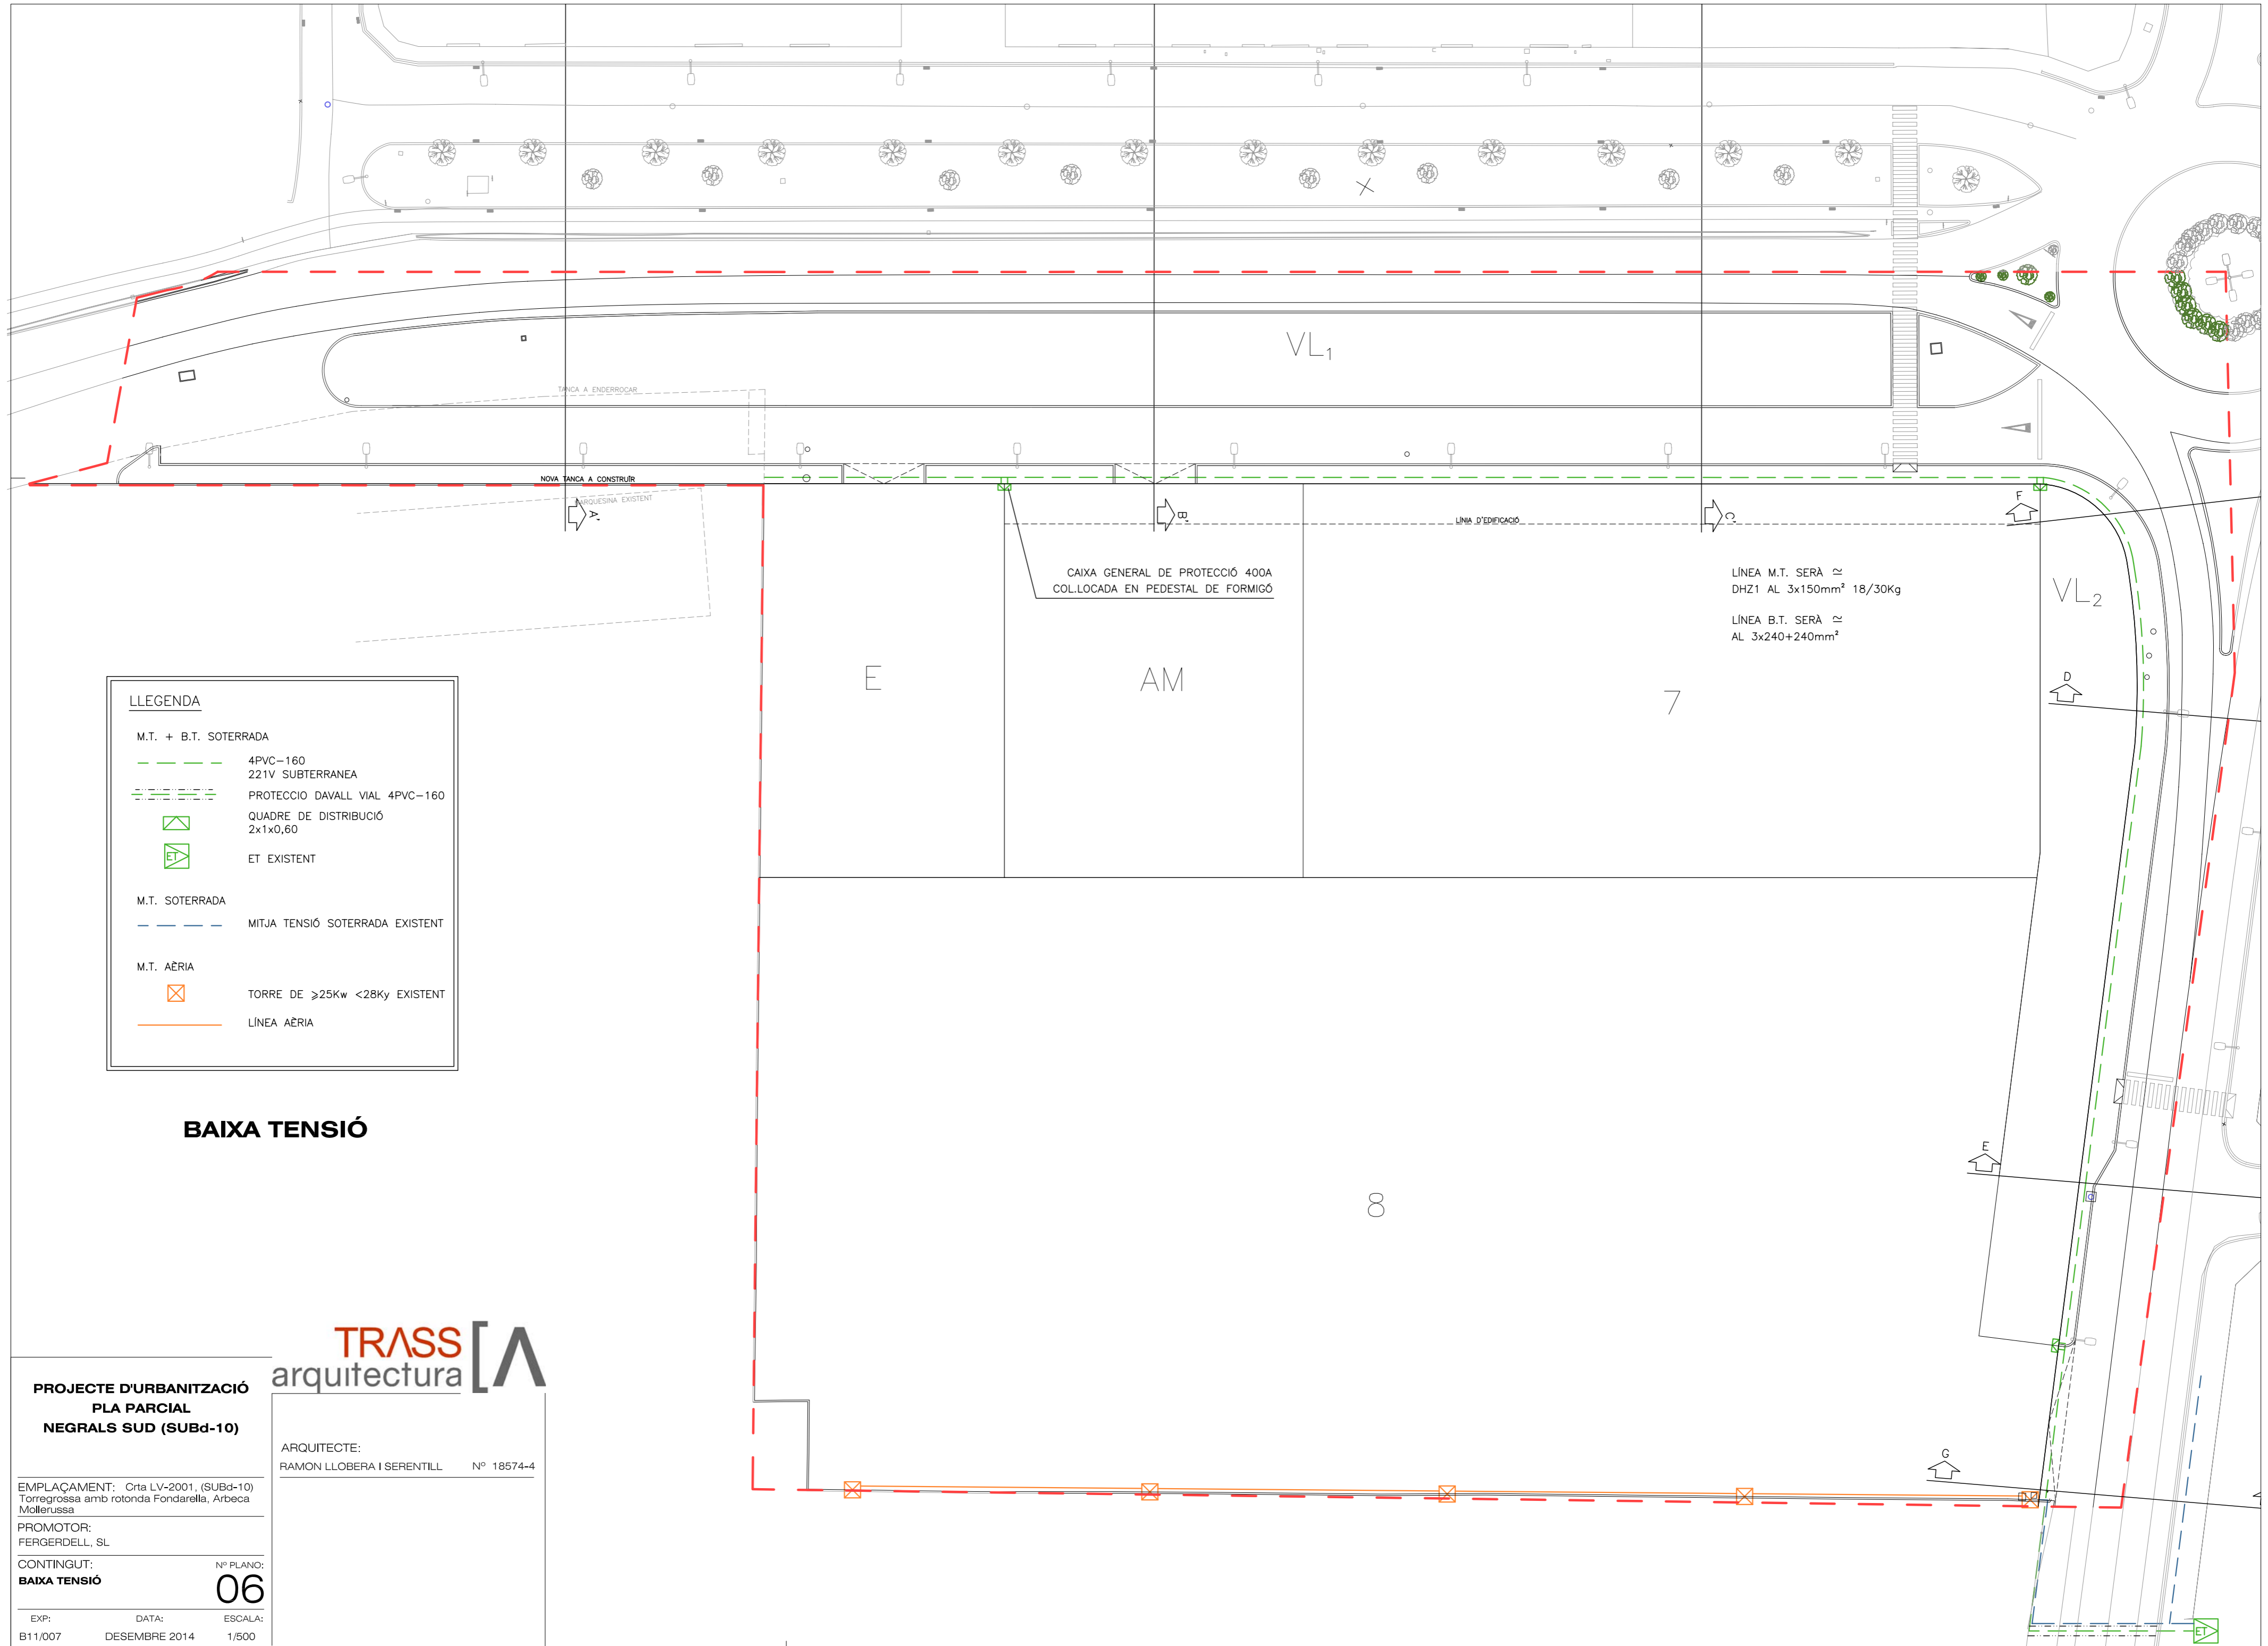 VL₁
TANCA A ENDERROCAR
NOVA TANCA A CONSTRUIR
MARQUESINA EXISTENT
A'
B'
LÍNIA D'EDIFICACIÓ
C'
F
CAIXA GENERAL DE PROTECCIÓ 400A
COL.LOCADA EN PEDESTAL DE FORMIGÓ
LÍNEA M.T. SERÀ ≃
DHZ1 AL 3x150mm² 18/30Kg
LÍNEA B.T. SERÀ ≃
AL 3x240+240mm²
VL₂
E
AM
7
D
LLEGENDA
M.T. + B.T. SOTERRADA
4PVC-160
221V SUBTERRANEA
PROTECCIO DAVALL VIAL 4PVC-160
QUADRE DE DISTRIBUCIÓ
2x1x0,60
ET
ET EXISTENT
M.T. SOTERRADA
MITJA TENSIÓ SOTERRADA EXISTENT
M.T. AÈRIA
TORRE DE ⩾25Kw <28Ky EXISTENT
LÍNEA AÈRIA
BAIXA TENSIÓ
E
8
G
ET
TRASS
arquitectura
PROJECTE D'URBANITZACIÓ
PLA PARCIAL
NEGRALS SUD (SUBd-10)
ARQUITECTE:
RAMON LLOBERA I SERENTILL Nº 18574-4
EMPLAÇAMENT: Crta LV-2001, (SUBd-10)
Torregrossa amb rotonda Fondarella, Arbeca
Mollerussa
PROMOTOR:
FERGERDELL, SL
CONTINGUT: Nº PLANO:
BAIXA TENSIÓ 06
EXP: DATA: ESCALA:
B11/007 DESEMBRE 2014 1/500